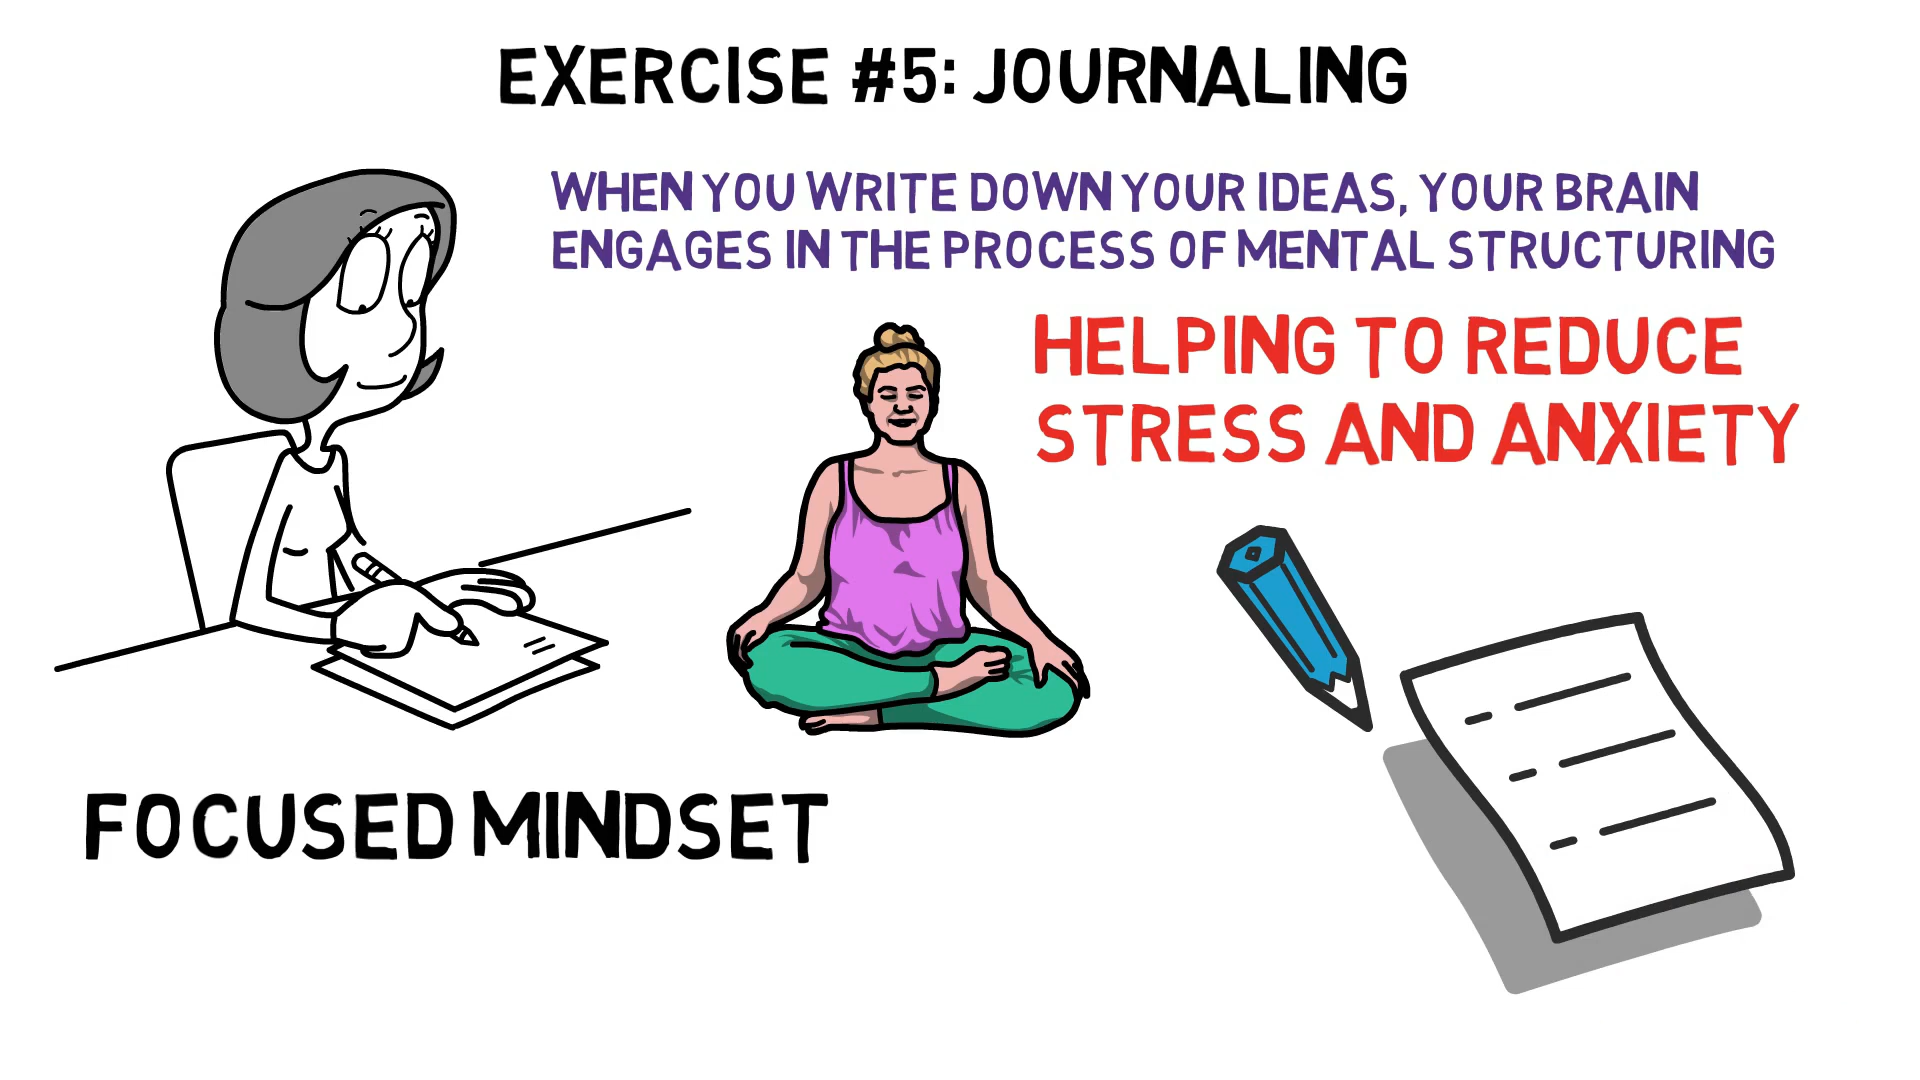 EXERCISE #5: JOURNALING
WHEN YOU WRITE DOWN YOUR IDEAS, YOUR BRAIN
ENGAGES IN THE PROCESS OF MENTAL STRUCTURING
HELPING TO REDUCE
STRESS AND ANXIETY
FOCUSED MINDSET